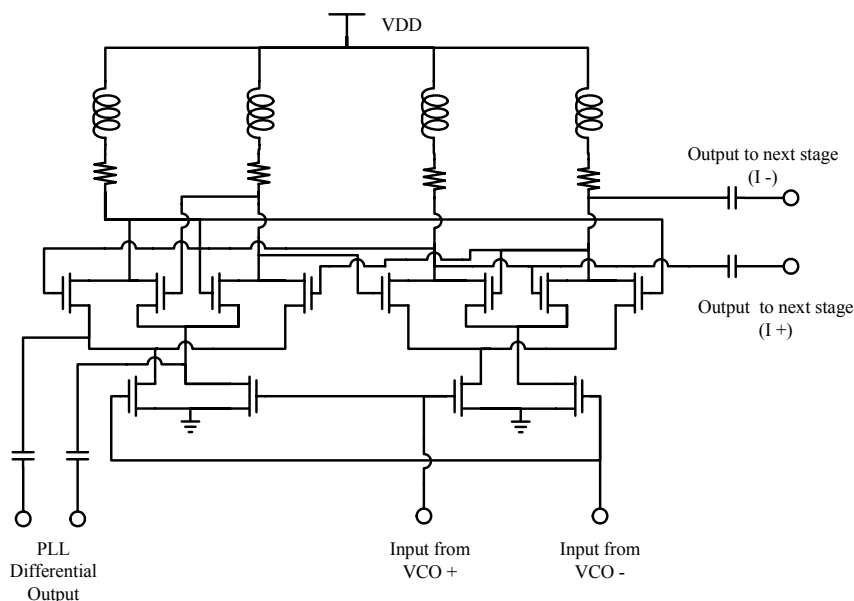 VDD
Output to next stage
(I -)
Output to next stage
(I +)
PLL
Differential
Output
Input from
VCO +
Input from
VCO -